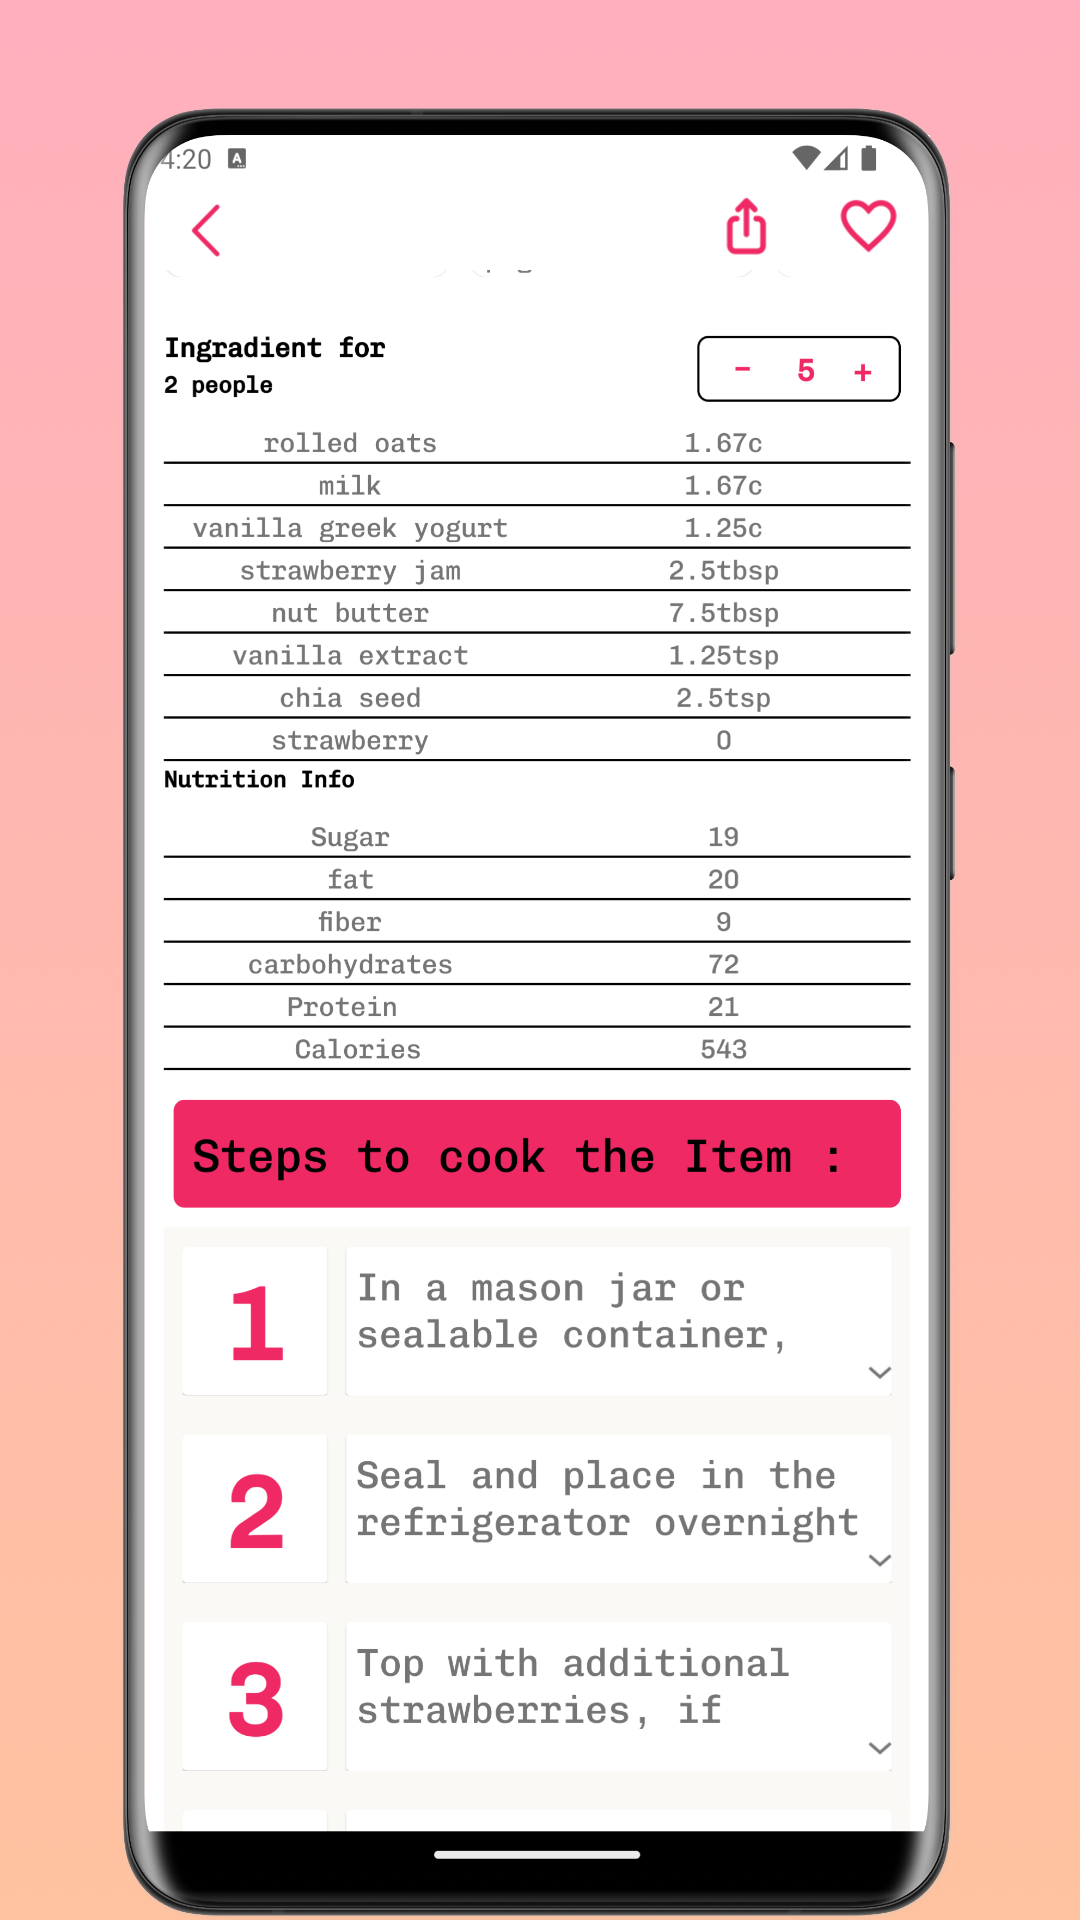 4:20 A
Ingradient for
2 people
- 5 +
rolled oats 1.67c
milk 1.67c
vanilla greek yogurt 1.25c
strawberry jam 2.5tbsp
nut butter 7.5tbsp
vanilla extract 1.25tsp
chia seed 2.5tsp
strawberry 0
Nutrition Info
Sugar 19
fat 20
fiber 9
carbohydrates 72
Protein 21
Calories 543
Steps to cook the Item :
1 In a mason jar or
sealable container,
2 Seal and place in the
refrigerator overnight
3 Top with additional
strawberries, if